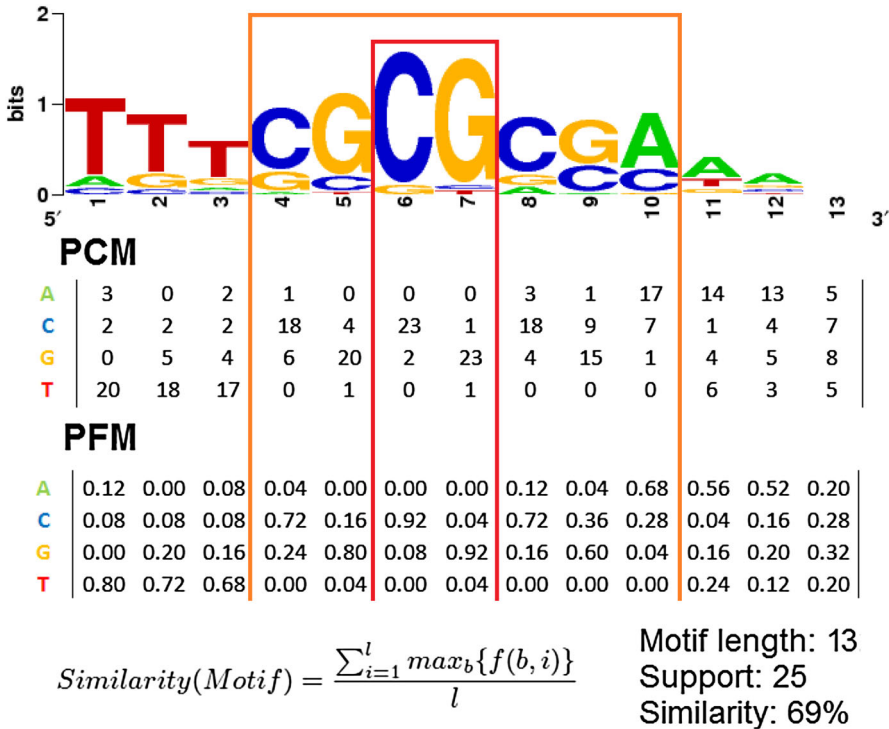 2
bits
1
0
T T T C G C G C G A A A
A G G G C G C G C C T G
C C A A T C T A A G G C
1 2 3 4 5 6 7 8 9 10 11 12 13
5′ 3′
PCM
A 3 0 2 1 0 0 0 3 1 17 14 13 5
C 2 2 2 18 4 23 1 18 9 7 1 4 7
G 0 5 4 6 20 2 23 4 15 1 4 5 8
T 20 18 17 0 1 0 1 0 0 0 6 3 5
PFM
A 0.12 0.00 0.08 0.04 0.00 0.00 0.00 0.12 0.04 0.68 0.56 0.52 0.20
C 0.08 0.08 0.08 0.72 0.16 0.92 0.04 0.72 0.36 0.28 0.04 0.16 0.28
G 0.00 0.20 0.16 0.24 0.80 0.08 0.92 0.16 0.60 0.04 0.16 0.20 0.32
T 0.80 0.72 0.68 0.00 0.04 0.00 0.04 0.00 0.00 0.00 0.24 0.12 0.20
Similarity(Motif) = \frac{\sum_{i=1}^{l} max_b\{f(b,i)\}}{l}
Motif length: 13
Support: 25
Similarity: 69%